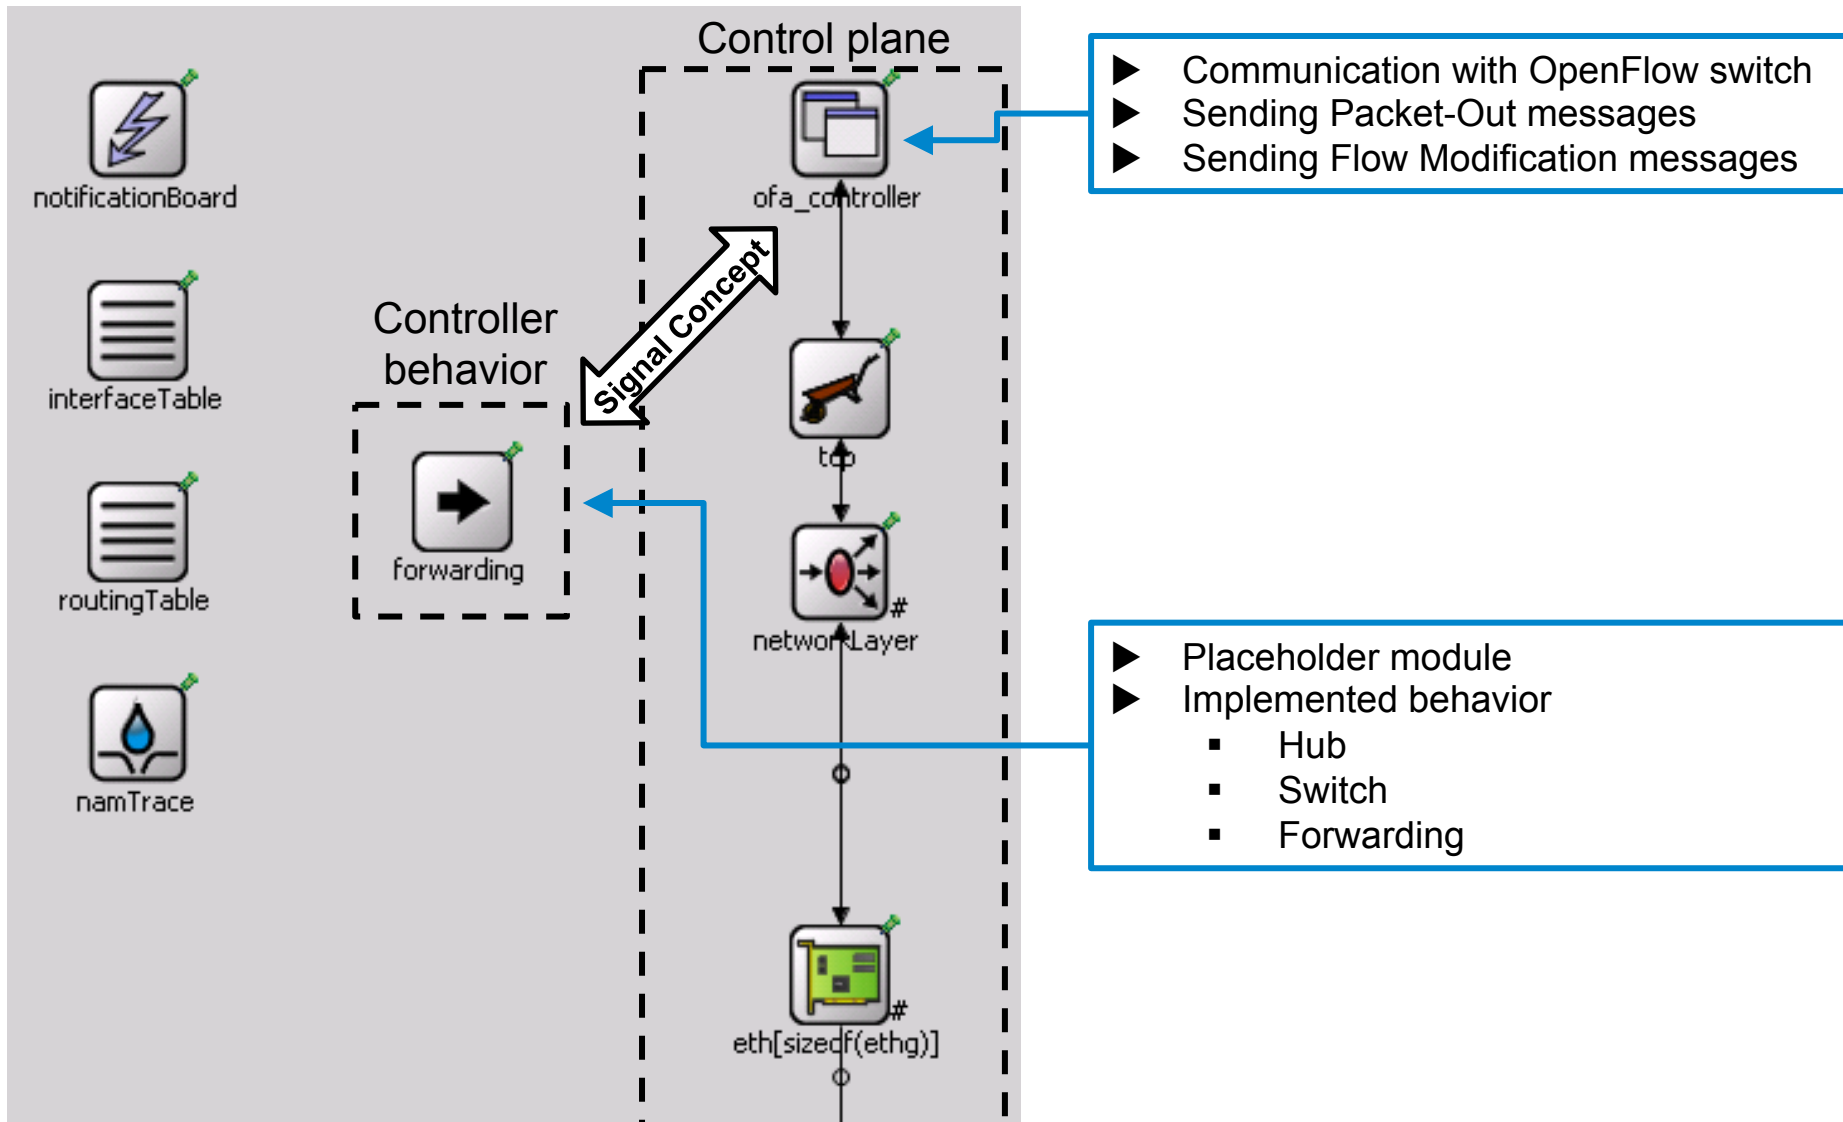 Control plane
notificationBoard
ofa_controller
Communication with OpenFlow switch
Sending Packet-Out messages
Sending Flow Modification messages
Signal Concept
interfaceTable
Controller
behavior
tcp
routingTable
forwarding
networkLayer
#
namTrace
Placeholder module
Implemented behavior
Hub
Switch
Forwarding
#
eth[sizeof(ethg)]